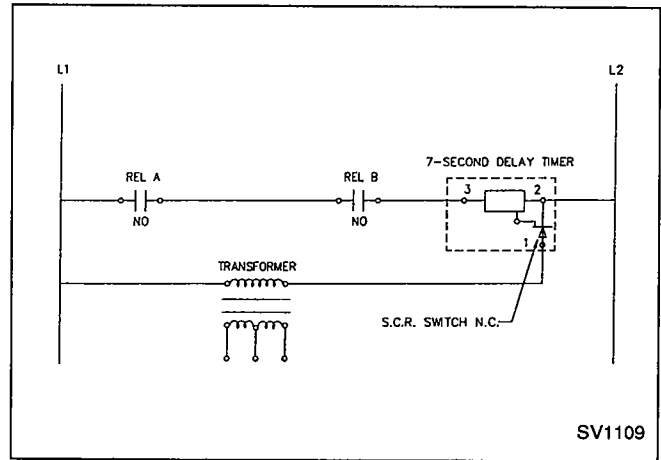 L1
L2
7-SECOND DELAY TIMER
REL A
REL B
3
2
NO
NO
1
TRANSFORMER
S.C.R. SWITCH N.C.
SV1109